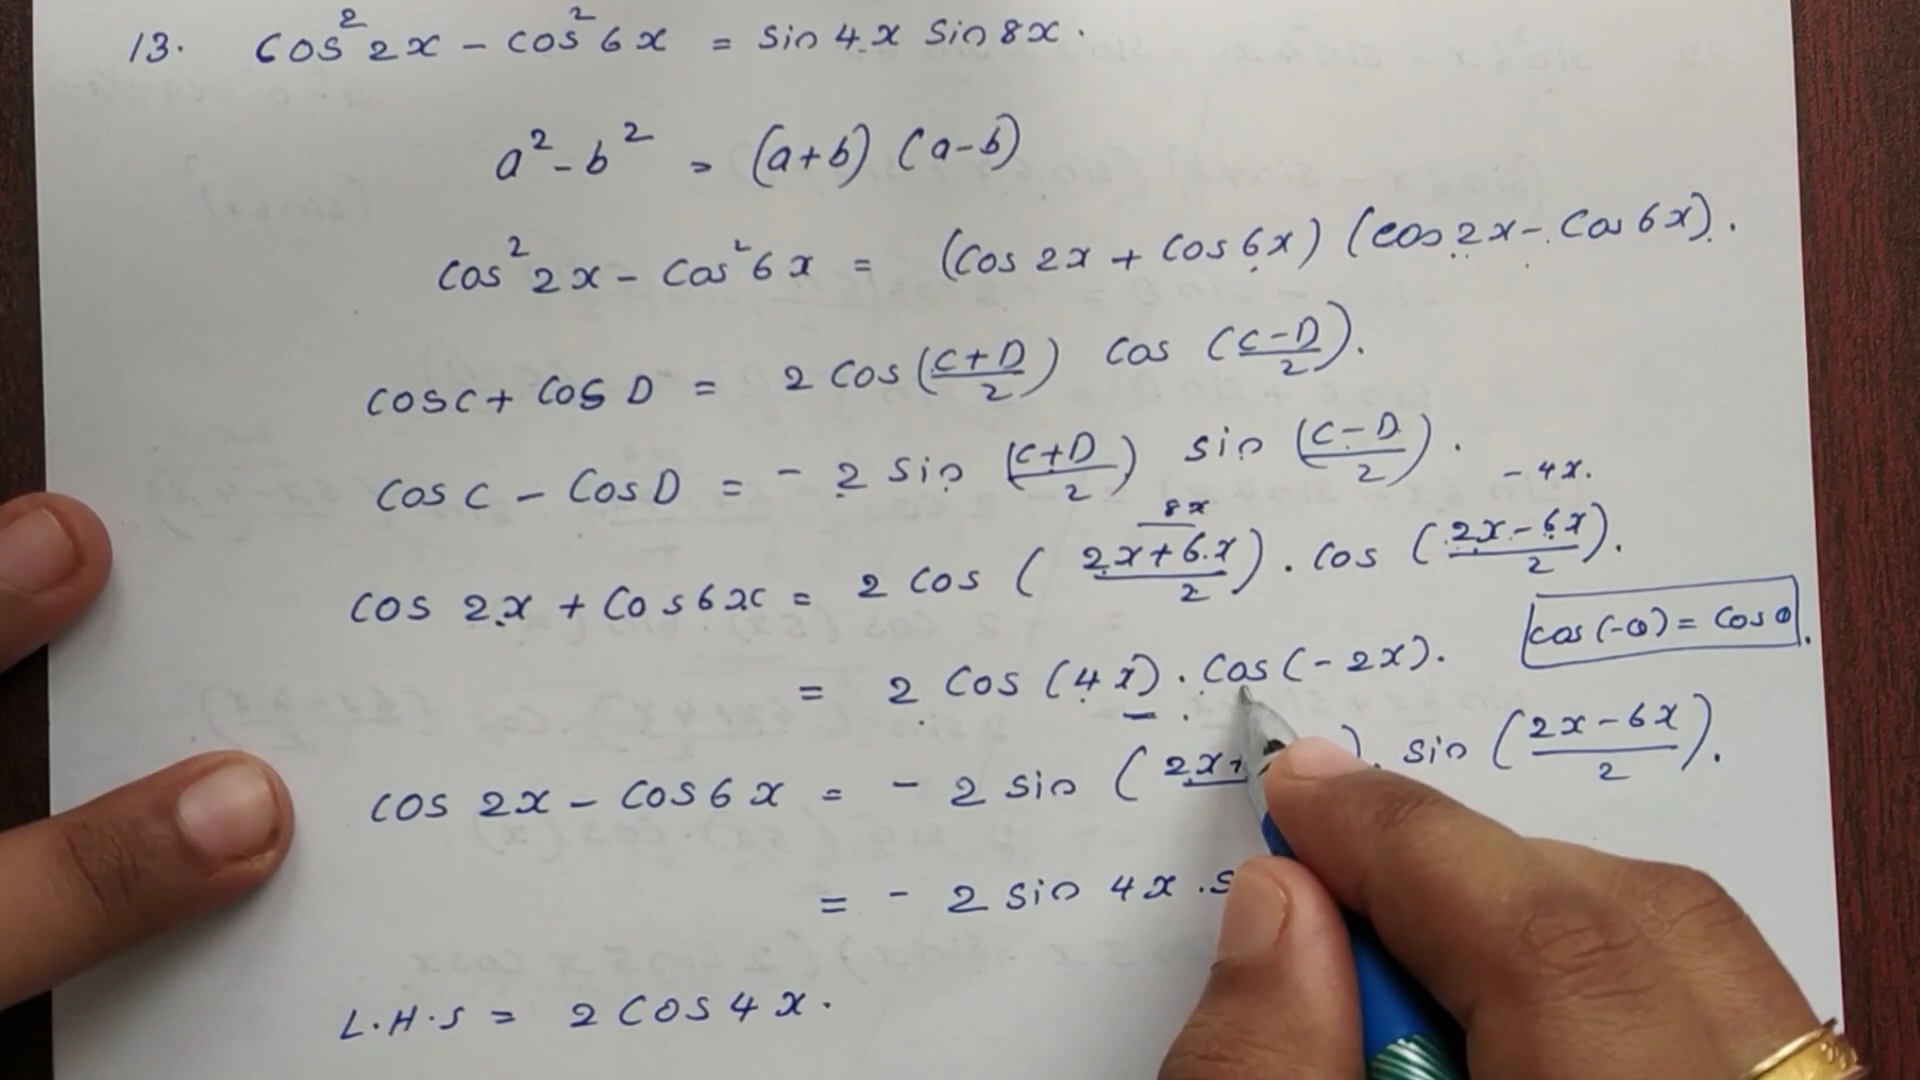 13. cos²2x - cos²6x = sin 4x sin 8x.
a² - b² = (a+b) (a-b)
cos²2x - cos²6x = (cos 2x + cos 6x) (cos 2x - cos 6x).
cos C + cos D = 2 cos (C+D/2) cos (C-D/2).
cos C - cos D = - 2 sin (C+D/2) sin (C-D/2).
8x - 4x.
cos 2x + cos 6x = 2 cos (2x+6x/2) . cos (2x-6x/2).
cos(-θ) = cos θ.
= 2 cos (4x) . cos (-2x).
cos 2x - cos 6x = - 2 sin (2x+ ). sin (2x-6x/2).
= - 2 sin 4x .
L.H.S = 2 cos 4x.